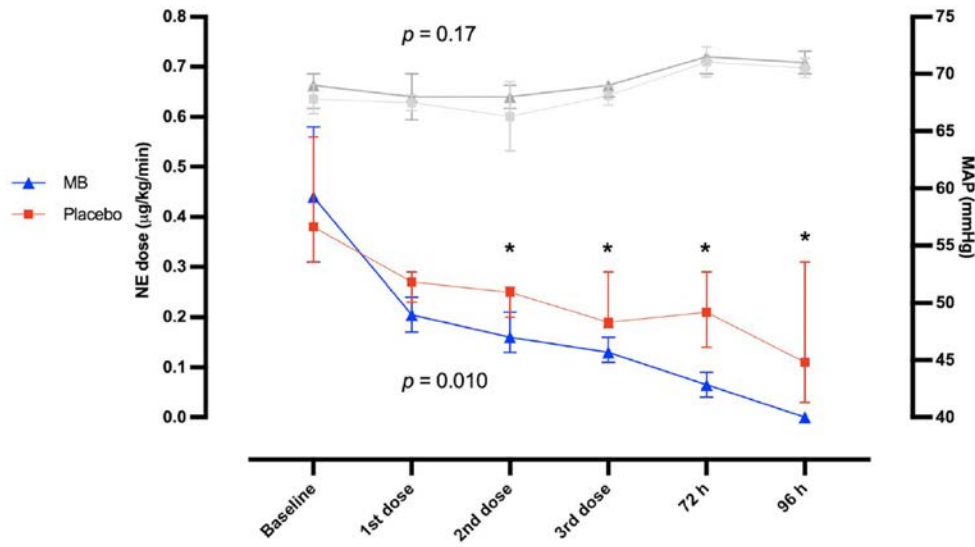 0.8
0.7
0.6
0.5
0.4
0.3
0.2
0.1
0.0
NE dose (µg/kg/min)
MB
Placebo
p = 0.17
* * * *
p = 0.010
75
70
65
60
55
50
45
40
MAP (mmHg)
Baseline
1st dose
2nd dose
3rd dose
72 h
96 h